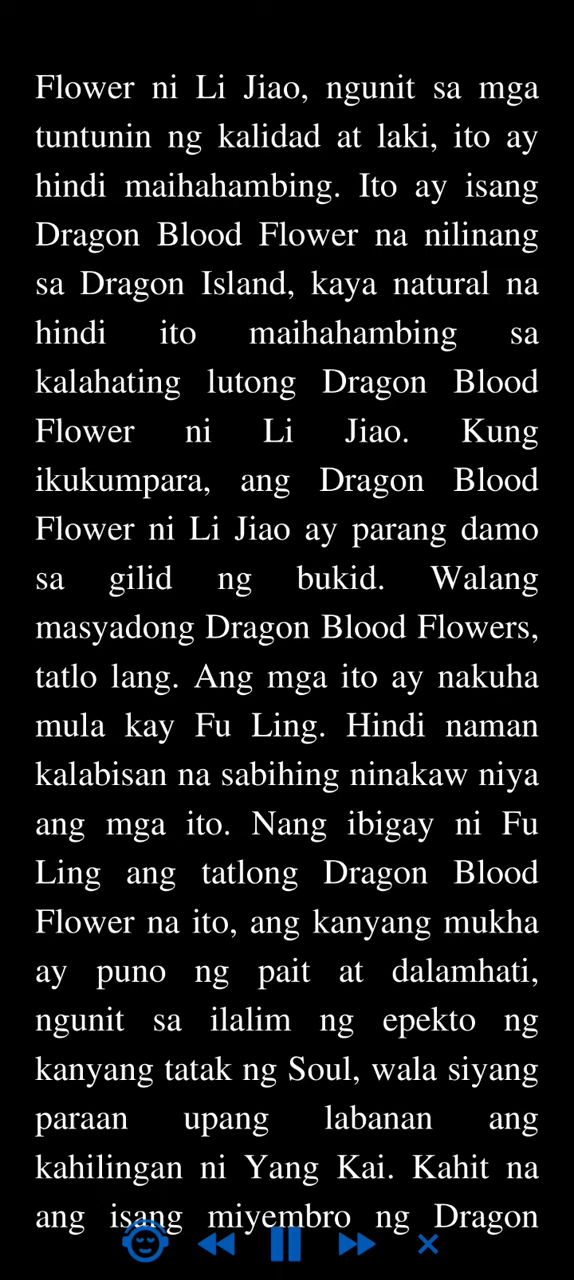 Flower ni Li Jiao, ngunit sa mga
tuntunin ng kalidad at laki, ito ay
hindi maihahambing. Ito ay isang
Dragon Blood Flower na nilinang
sa Dragon Island, kaya natural na
hindi ito maihahambing sa
kalahating lutong Dragon Blood
Flower ni Li Jiao. Kung
ikukumpara, ang Dragon Blood
Flower ni Li Jiao ay parang damo
sa gilid ng bukid. Walang
masyadong Dragon Blood Flowers,
tatlo lang. Ang mga ito ay nakuha
mula kay Fu Ling. Hindi naman
kalabisan na sabihing ninakaw niya
ang mga ito. Nang ibigay ni Fu
Ling ang tatlong Dragon Blood
Flower na ito, ang kanyang mukha
ay puno ng pait at dalamhati,
ngunit sa ilalim ng epekto ng
kanyang tatak ng Soul, wala siyang
paraan upang labanan ang
kahilingan ni Yang Kai. Kahit na
ang isang miyembro ng Dragon